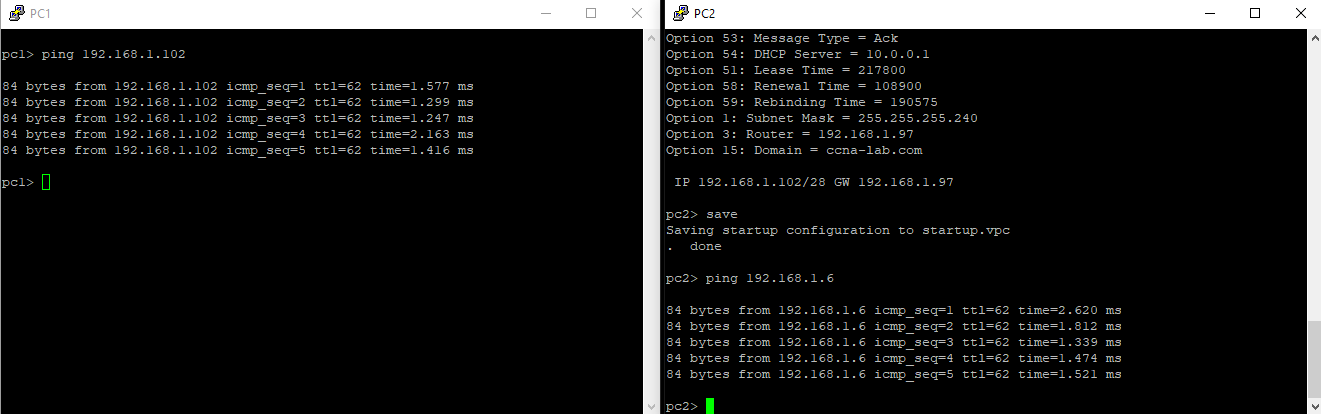 PC1
pc1> ping 192.168.1.102
84 bytes from 192.168.1.102 icmp_seq=1 ttl=62 time=1.577 ms
84 bytes from 192.168.1.102 icmp_seq=2 ttl=62 time=1.299 ms
84 bytes from 192.168.1.102 icmp_seq=3 ttl=62 time=1.247 ms
84 bytes from 192.168.1.102 icmp_seq=4 ttl=62 time=2.163 ms
84 bytes from 192.168.1.102 icmp_seq=5 ttl=62 time=1.416 ms
pc1>
PC2
Option 53: Message Type = Ack
Option 54: DHCP Server = 10.0.0.1
Option 51: Lease Time = 217800
Option 58: Renewal Time = 108900
Option 59: Rebinding Time = 190575
Option 1: Subnet Mask = 255.255.255.240
Option 3: Router = 192.168.1.97
Option 15: Domain = ccna-lab.com
IP 192.168.1.102/28 GW 192.168.1.97
pc2> save
Saving startup configuration to startup.vpc
.  done
pc2> ping 192.168.1.6
84 bytes from 192.168.1.6 icmp_seq=1 ttl=62 time=2.620 ms
84 bytes from 192.168.1.6 icmp_seq=2 ttl=62 time=1.812 ms
84 bytes from 192.168.1.6 icmp_seq=3 ttl=62 time=1.339 ms
84 bytes from 192.168.1.6 icmp_seq=4 ttl=62 time=1.474 ms
84 bytes from 192.168.1.6 icmp_seq=5 ttl=62 time=1.521 ms
pc2>